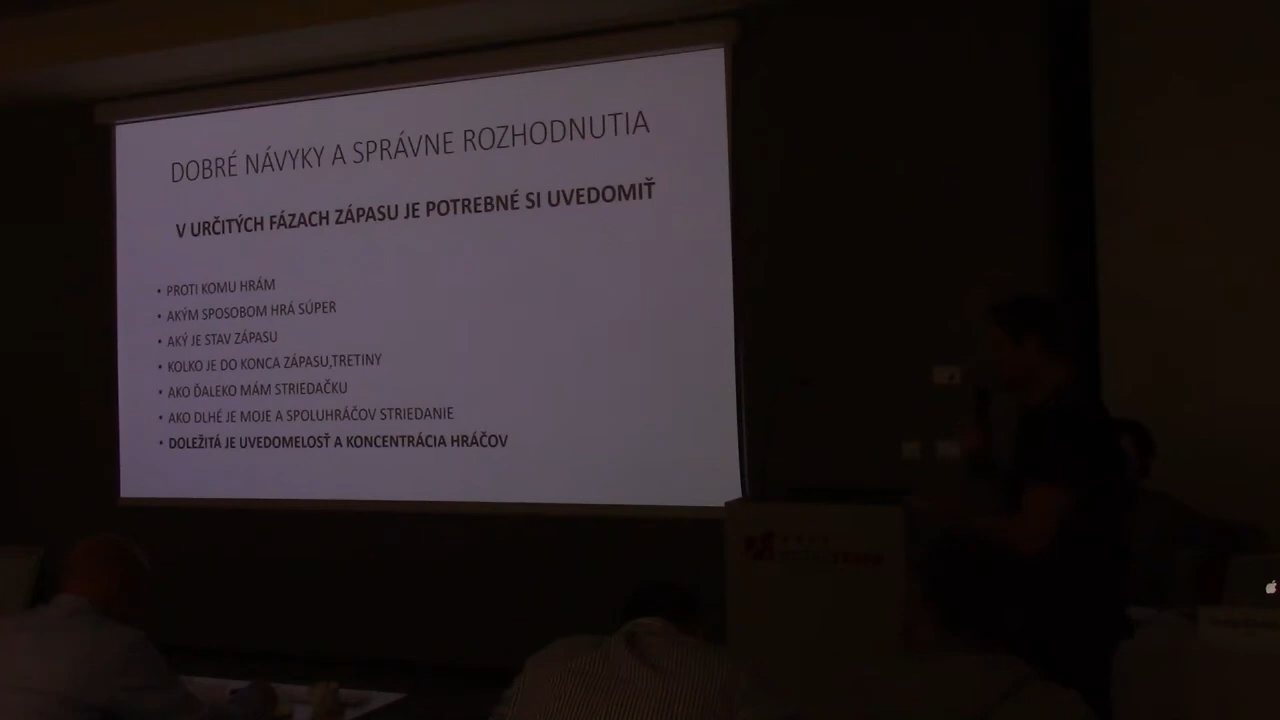 DOBRÉ NÁVYKY A SPRÁVNE ROZHODNUTIA
V URČITÝCH FÁZACH ZÁPASU JE POTREBNÉ SI UVEDOMIŤ
• PROTI KOMU HRÁM
• AKÝM SPOSOBOM HRÁ SÚPER
• AKÝ JE STAV ZÁPASU
• KOLKO JE DO KONCA ZÁPASU,TRETINY
• AKO ĎALEKO MÁM STRIEDAČKU
• AKO DLHÉ JE MOJE A SPOLUHRÁČOV STRIEDANIE
• DOLEŽITÁ JE UVEDOMELOSŤ A KONCENTRÁCIA HRÁČOV